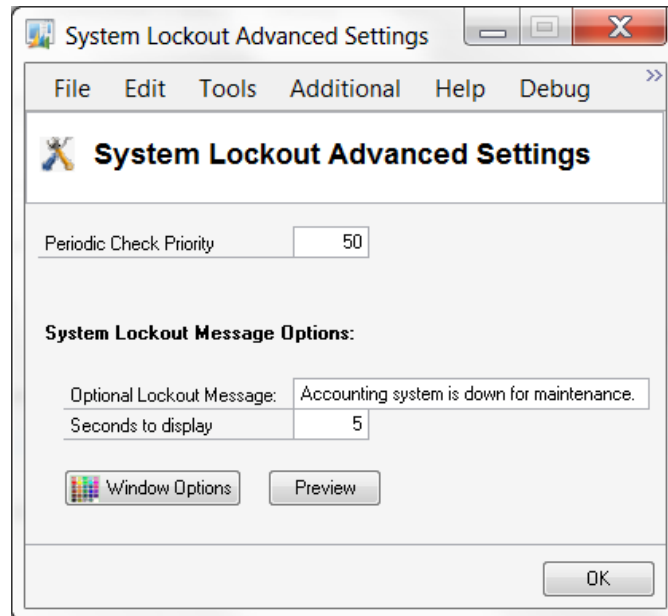 System Lockout Advanced Settings
File Edit Tools Additional Help Debug »
System Lockout Advanced Settings
Periodic Check Priority 50
System Lockout Message Options:
Optional Lockout Message: Accounting system is down for maintenance.
Seconds to display 5
Window Options Preview
OK